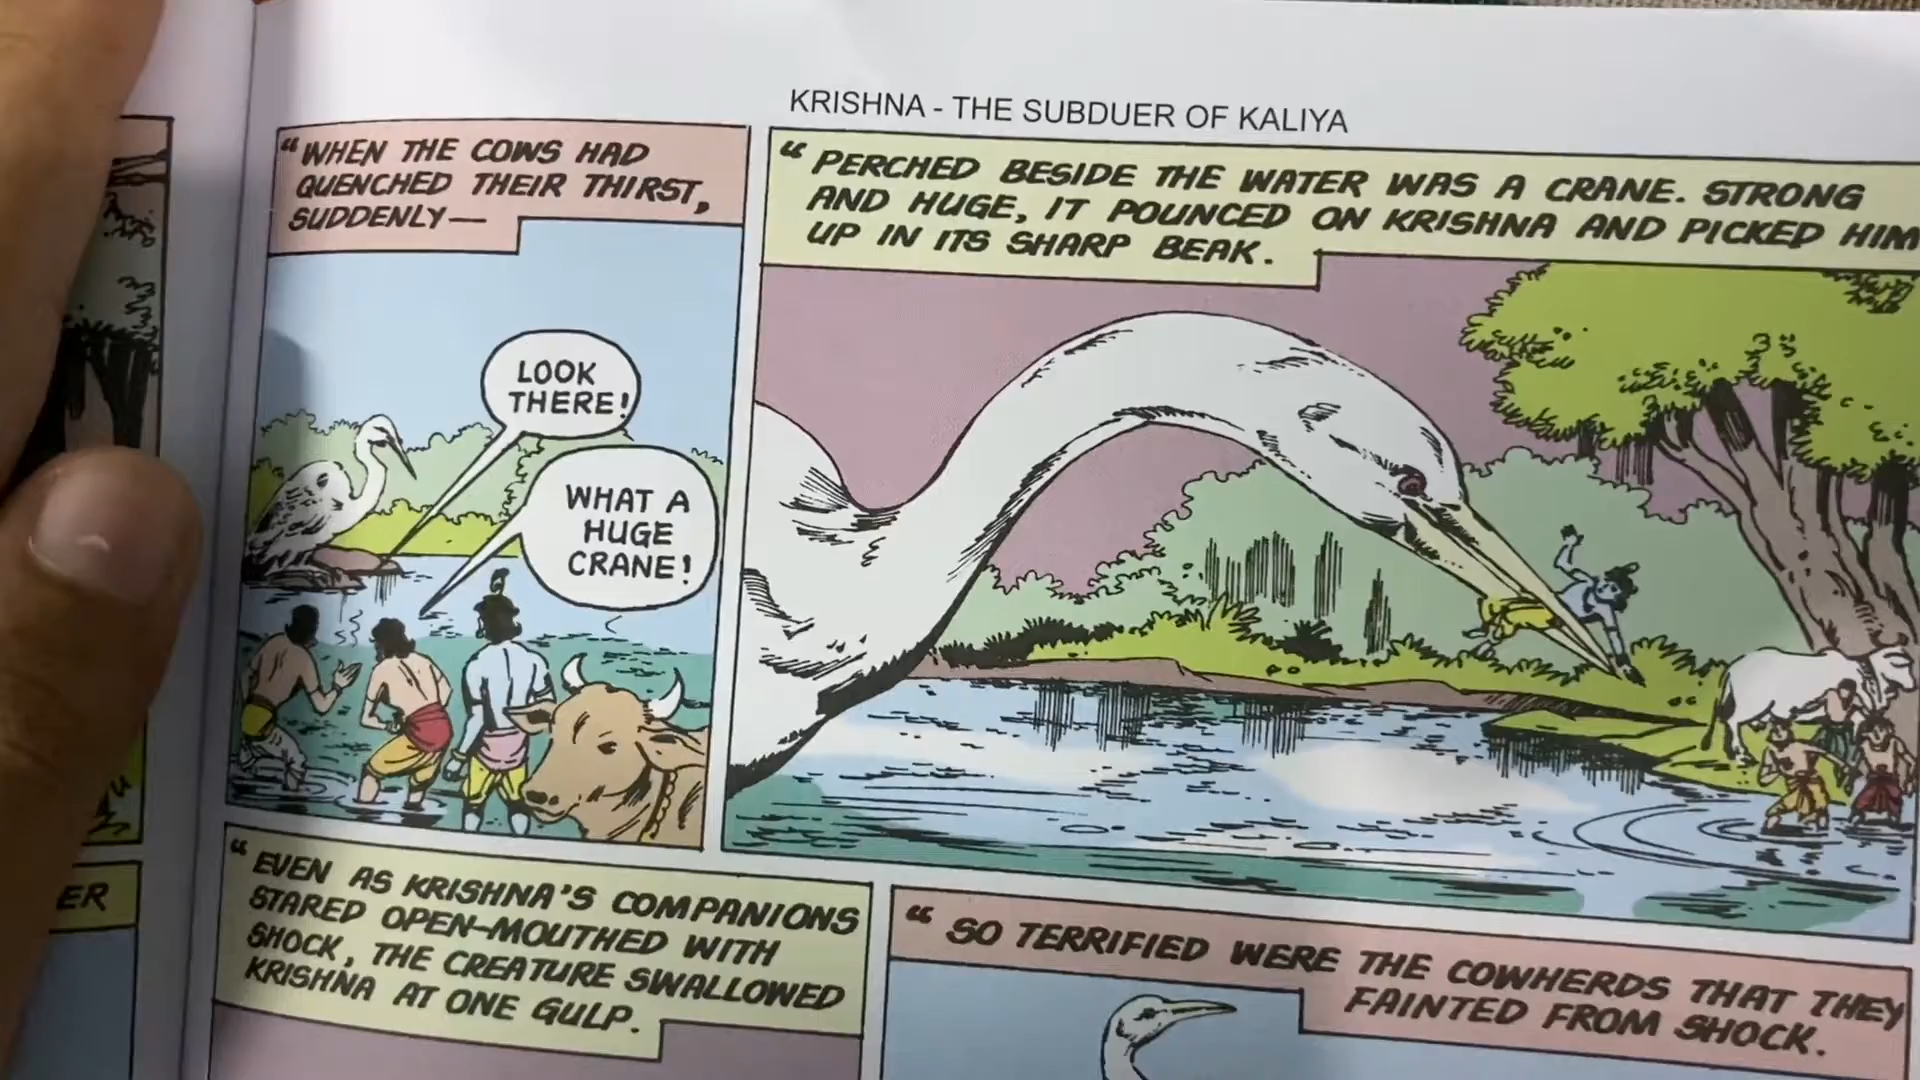 KRISHNA - THE SUBDUER OF KALIYA
“WHEN THE COWS HAD
QUENCHED THEIR THIRST,
SUDDENLY—
LOOK
THERE!
WHAT A
HUGE
CRANE!
“PERCHED BESIDE THE WATER WAS A CRANE. STRONG
AND HUGE, IT POUNCED ON KRISHNA AND PICKED HIM
UP IN ITS SHARP BEAK.
“EVEN AS KRISHNA'S COMPANIONS
STARED OPEN-MOUTHED WITH
SHOCK, THE CREATURE SWALLOWED
KRISHNA AT ONE GULP.
“SO TERRIFIED WERE THE COWHERDS THAT THEY
FAINTED FROM SHOCK.